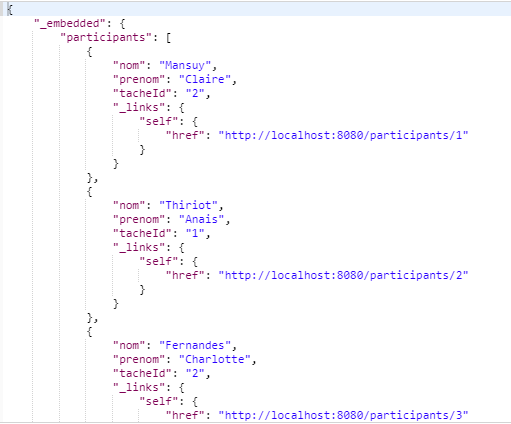 {
"_embedded": {
"participants": [
{
"nom": "Mansuy",
"prenom": "Claire",
"tacheId": "2",
"_links": {
"self": {
"href": "http://localhost:8080/participants/1"
}
}
},
{
"nom": "Thiriot",
"prenom": "Anais",
"tacheId": "1",
"_links": {
"self": {
"href": "http://localhost:8080/participants/2"
}
}
},
{
"nom": "Fernandes",
"prenom": "Charlotte",
"tacheId": "2",
"_links": {
"self": {
"href": "http://localhost:8080/participants/3"